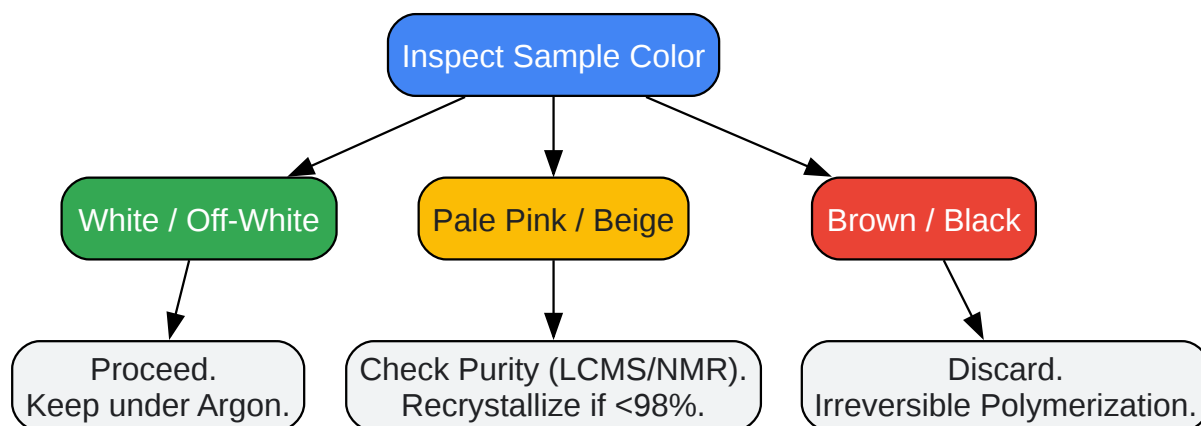 Inspect Sample Color
White / Off-White
Pale Pink / Beige
Brown / Black
Proceed.
Keep under Argon.
Check Purity (LCMS/NMR).
Recrystallize if <98%.
Discard.
Irreversible Polymerization.